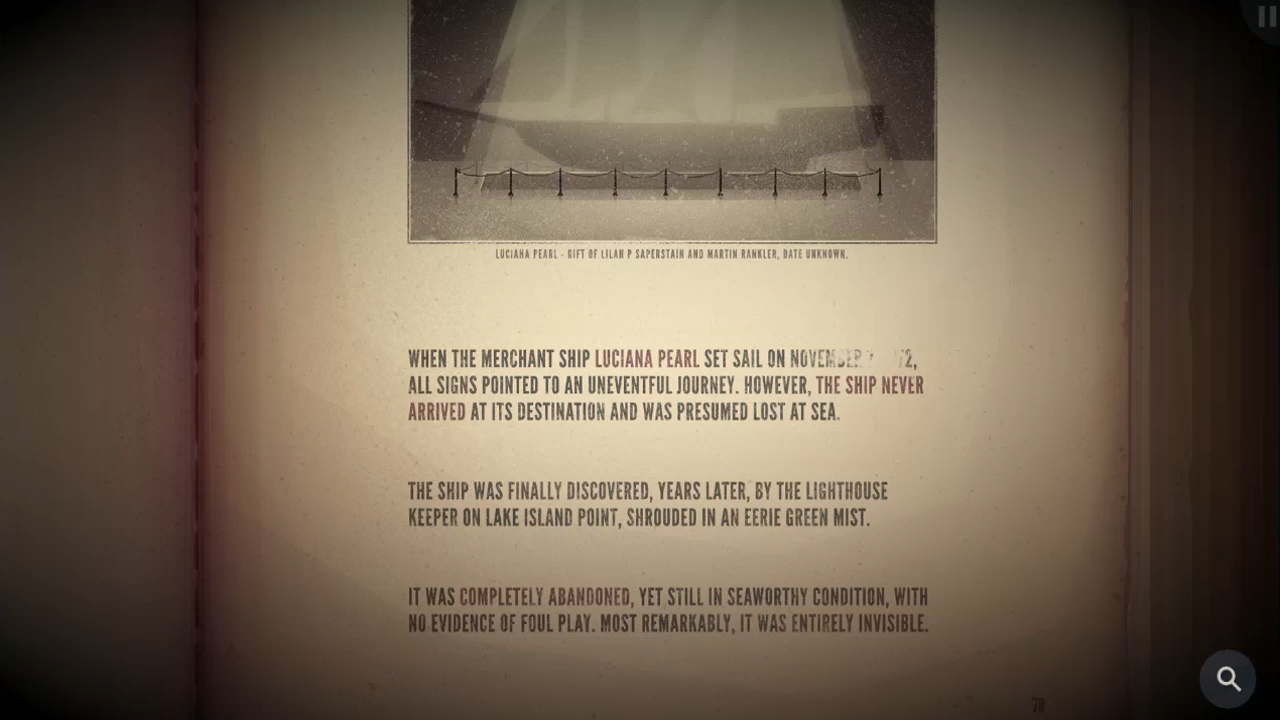 LUCIANA PEARL - GIFT OF LILAH P SAPERSTAIN AND MARTIN RANKLER, DATE UNKNOWN.
WHEN THE MERCHANT SHIP LUCIANA PEARL SET SAIL ON NOVEMBER 72,
ALL SIGNS POINTED TO AN UNEVENTFUL JOURNEY. HOWEVER, THE SHIP NEVER
ARRIVED AT ITS DESTINATION AND WAS PRESUMED LOST AT SEA.
THE SHIP WAS FINALLY DISCOVERED, YEARS LATER, BY THE LIGHTHOUSE
KEEPER ON LAKE ISLAND POINT, SHROUDED IN AN EERIE GREEN MIST.
IT WAS COMPLETELY ABANDONED, YET STILL IN SEAWORTHY CONDITION, WITH
NO EVIDENCE OF FOUL PLAY. MOST REMARKABLY, IT WAS ENTIRELY INVISIBLE.
78